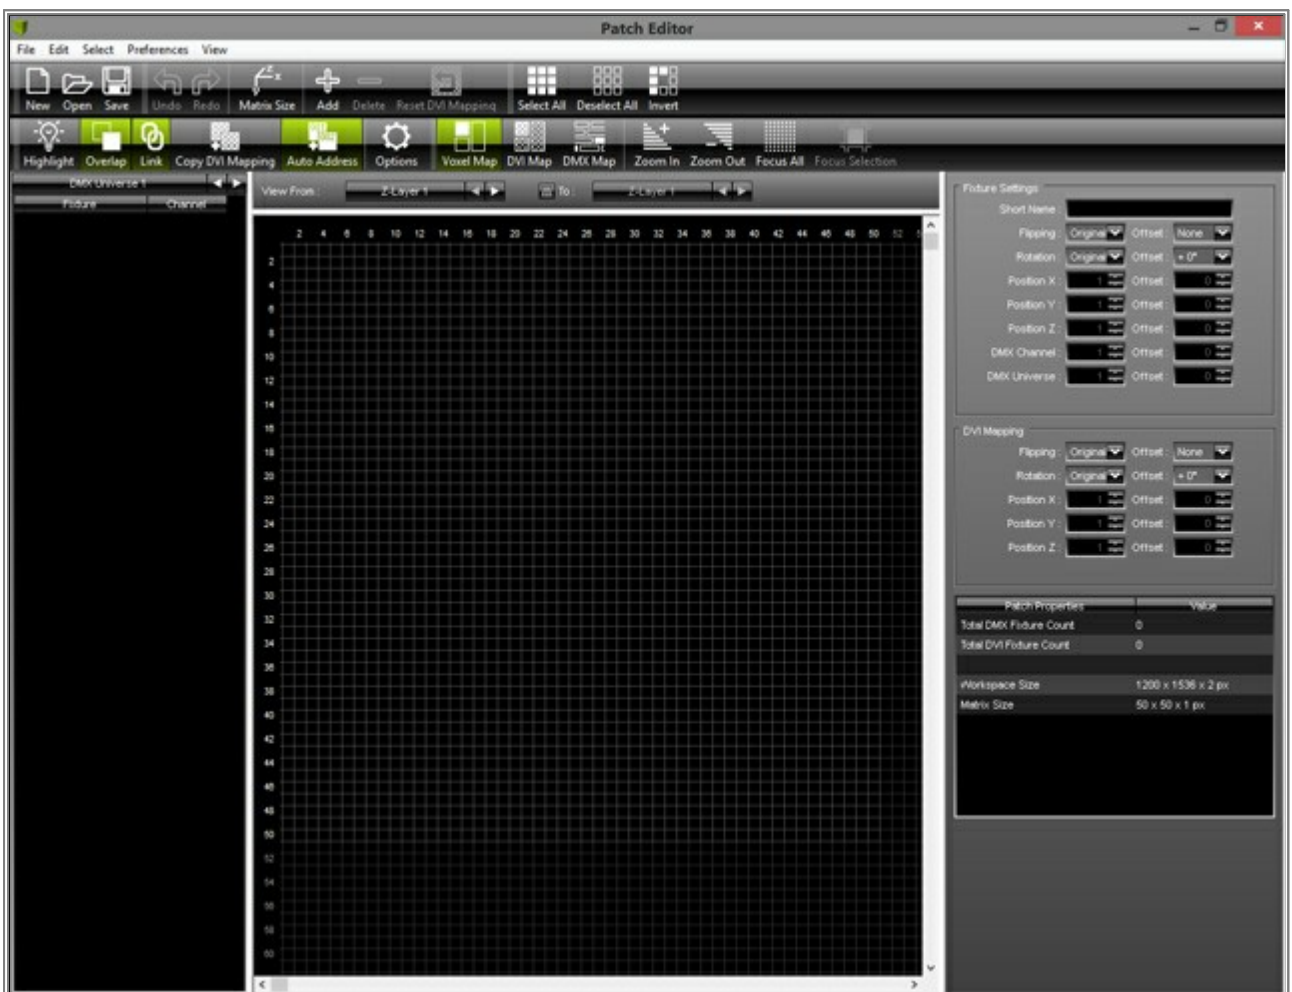 Patch Editor
File Edit Select Preferences View
New Open Save Undo Redo Matrix Size Add Delete Reset DVI Mapping Select All Deselect All Invert
Highlight Overlap Link Copy DVI Mapping Auto Address Options Voxel Map DVI Map DMX Map Zoom In Zoom Out Focus All Focus Selection
DMX Universe 1
Fixture Channel
View From : Z-Layer 1 To : Z-Layer 1
2 4 6 8 10 12 14 16 18 20 22 24 26 28 30 32 34 36 38 40 42 44 46 48 50 52
2
4
6
8
10
12
14
16
18
20
22
24
26
28
30
32
34
36
38
40
42
44
46
48
50
52
54
56
58
60
Fixture Settings
Short Name :
Flipping : Original Offset : None
Rotation : Original Offset : + 0°
Position X : 1 Offset : 0
Position Y : 1 Offset : 0
Position Z : 1 Offset : 0
DMX Channel : 1 Offset : 0
DMX Universe : 1 Offset : 0
DVI Mapping
Flipping : Original Offset : None
Rotation : Original Offset : + 0°
Position X : 1 Offset : 0
Position Y : 1 Offset : 0
Position Z : 1 Offset : 0
Patch Properties Value
Total DMX Fixture Count 0
Total DVI Fixture Count 0
Workspace Size 1200 x 1536 x 2 px
Matrix Size 50 x 50 x 1 px